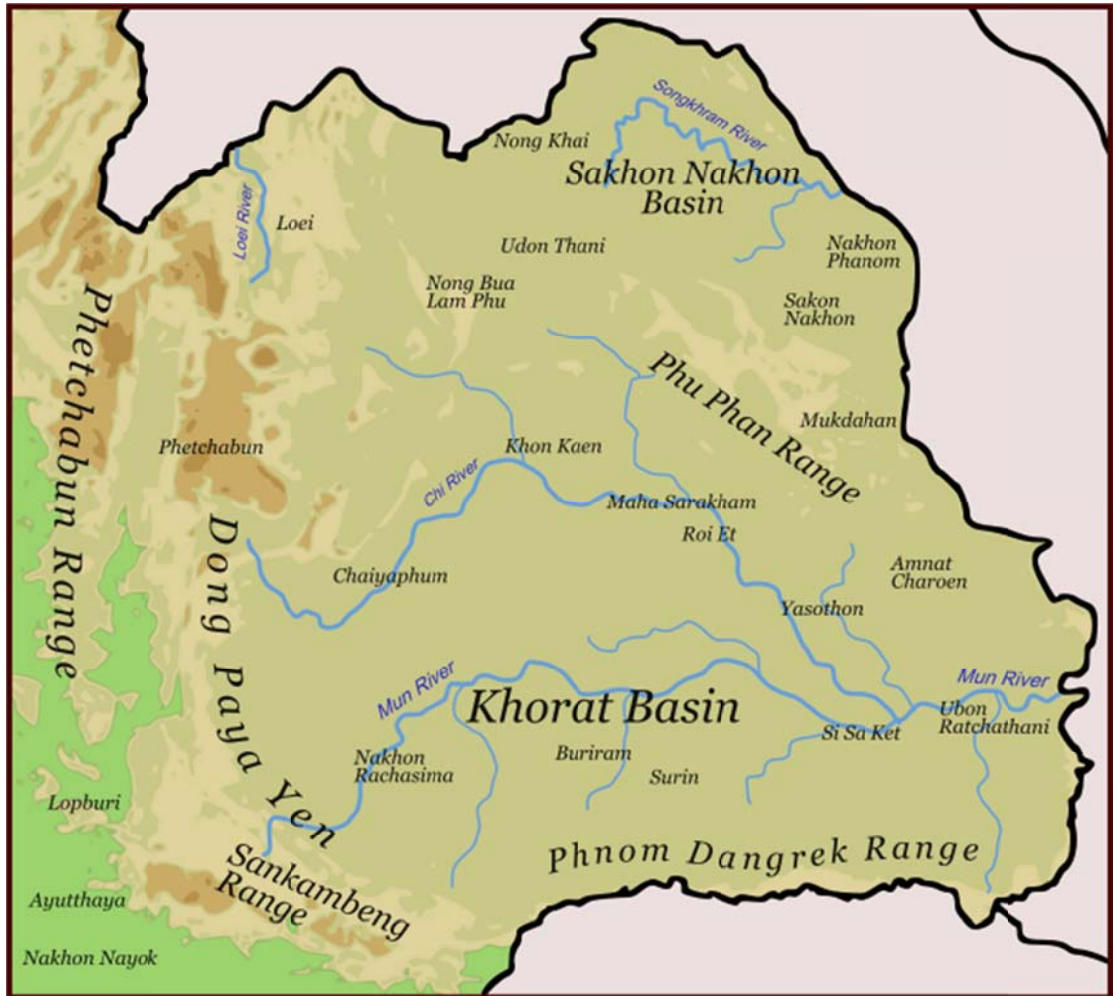 Songkhram River
Nong Khai
Sakhon Nakhon
Basin
Loei River
Loei
Udon Thani
Nakhon
Phanom
Nong Bua
Lam Phu
Sakon
Nakhon
Phetchabun Range
Phu Phan Range
Mukdahan
Phetchabun
Khon Kaen
Chi River
Maha Sarakham
Roi Et
Dong Paya Yen
Chaiyaphum
Amnat
Charoen
Yasothon
Mun River
Mun River
Khorat Basin
Ubon
Ratchathani
Si Sa Ket
Nakhon
Rachasima
Buriram
Surin
Lopburi
Phnom Dangrek Range
Sankambeng
Range
Ayutthaya
Nakhon Nayok